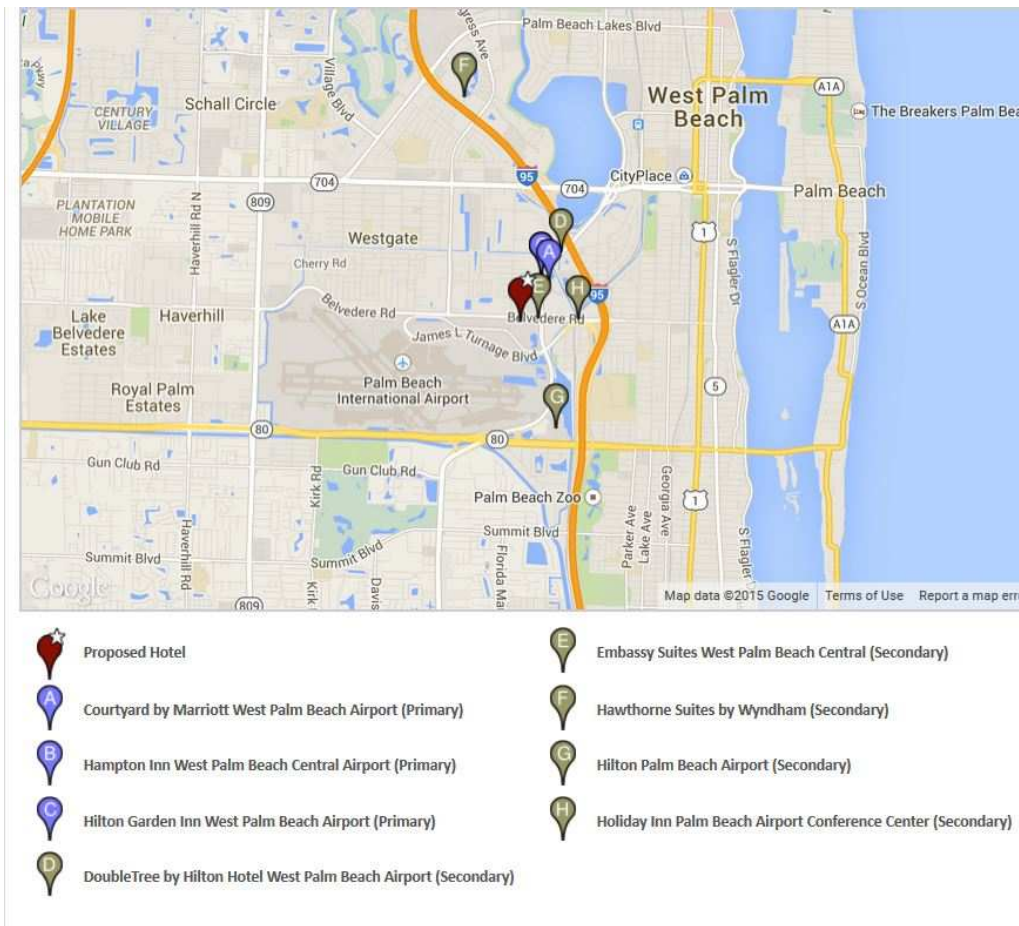 Palm Beach Lakes Blvd
Village Blvd
F
A1A
Schall Circle
West Palm
Beach
CENTURY
VILLAGE
The Breakers Palm Bea
95
704
704
CityPlace
Palm Beach
809
Haverhill Rd N
PLANTATION
MOBILE
HOME PARK
D
1
Westgate
A
S Flagler Dr
S Ocean Blvd
Cherry Rd
E
H
95
Belvedere Rd
Belvedere Rd
Lake
Belvedere
Estates
Haverhill
A1A
James L Turnage Blvd
Palm Beach
International Airport
Royal Palm
Estates
5
G
80
80
Gun Club Rd
Gun Club Rd
Kirk Rd
Palm Beach Zoo
Georgia Ave
1
Haverhill Rd
Summit Blvd
Parker Ave
Lake Ave
S Flagler
Summit Blvd
Summit Blvd
Florida Ma
Kirk
Davis
Google
809
Map data ©2015 Google
Terms of Use
Report a map erro
Proposed Hotel
A Courtyard by Marriott West Palm Beach Airport (Primary)
B Hampton Inn West Palm Beach Central Airport (Primary)
C Hilton Garden Inn West Palm Beach Airport (Primary)
D DoubleTree by Hilton Hotel West Palm Beach Airport (Secondary)
E Embassy Suites West Palm Beach Central (Secondary)
F Hawthorne Suites by Wyndham (Secondary)
G Hilton Palm Beach Airport (Secondary)
H Holiday Inn Palm Beach Airport Conference Center (Secondary)